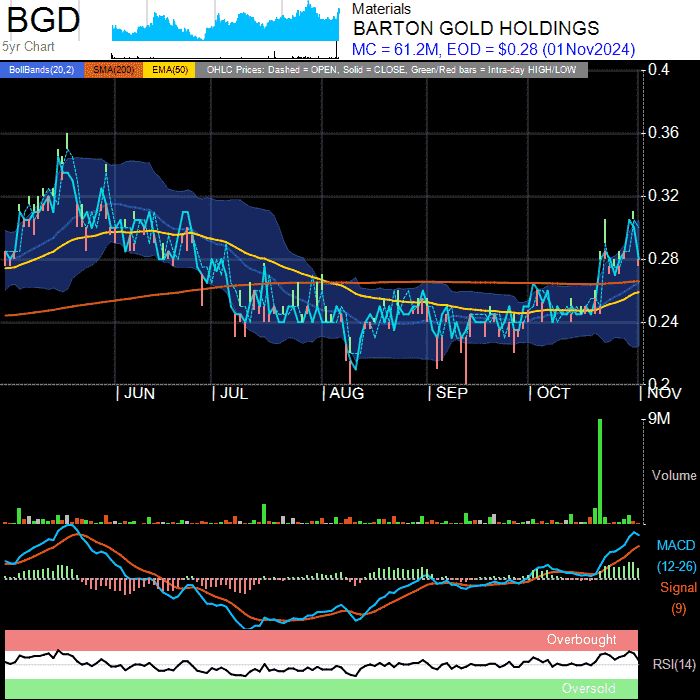 BGD
5yr Chart
Materials
BARTON GOLD HOLDINGS
MC = 61.2M, EOD = $0.28 (01Nov2024)
BollBands(20,2) SMA(200) EMA(50) OHLC Prices: Dashed = OPEN, Solid = CLOSE, Green/Red bars = Intra-day HIGH/LOW
0.4
0.36
0.32
0.28
0.24
0.2
JUN JUL AUG SEP OCT NOV
9M
Volume
MACD
(12-26)
Signal
(9)
Overbought
RSI(14)
Oversold